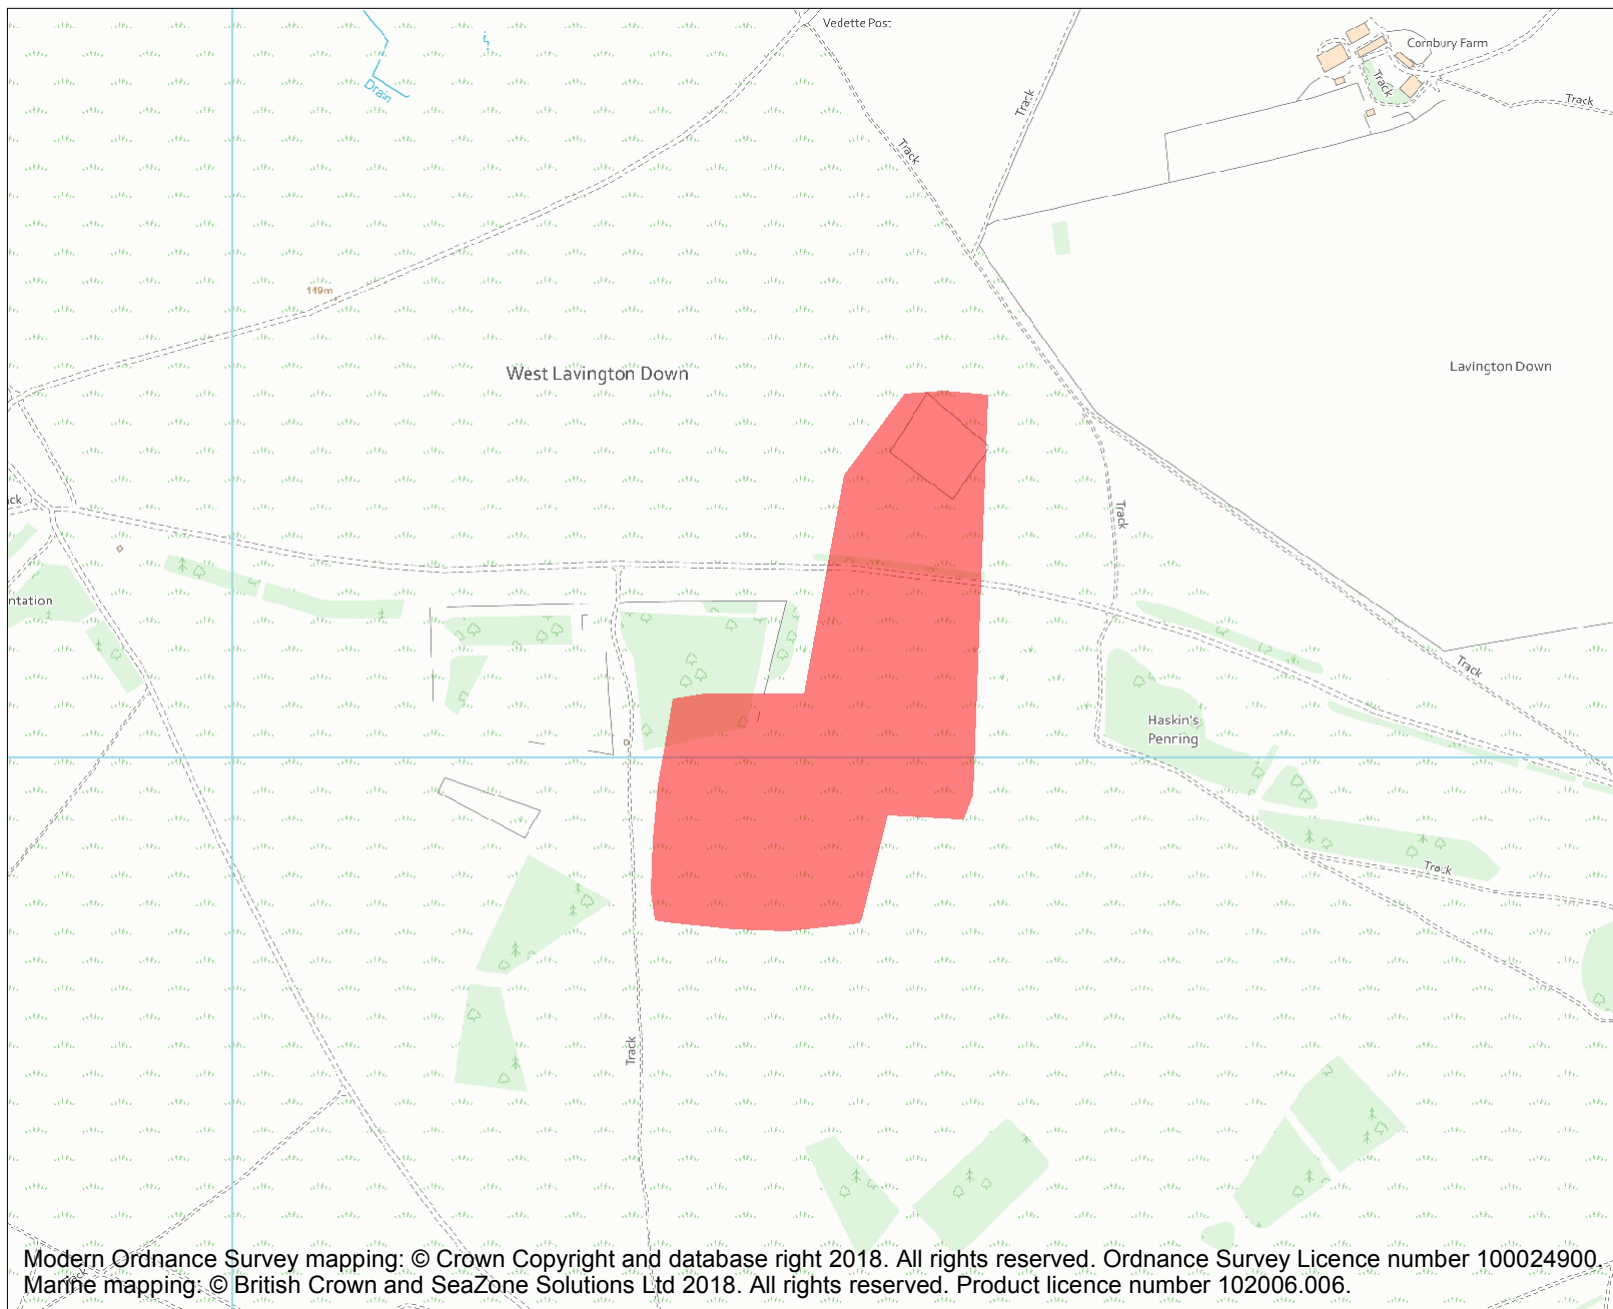 Vedette Post
Cornbury Farm
Drain
Track
Track
Track
Track
149m
West Lavington Down
Lavington Down
ck
Track
ntation
Track
Haskin's
Penring
Track
Track
Modern Ordnance Survey mapping: © Crown Copyright and database right 2018. All rights reserved. Ordnance Survey Licence number 100024900.
Marine mapping: © British Crown and SeaZone Solutions Ltd 2018. All rights reserved. Product licence number 102006.006.